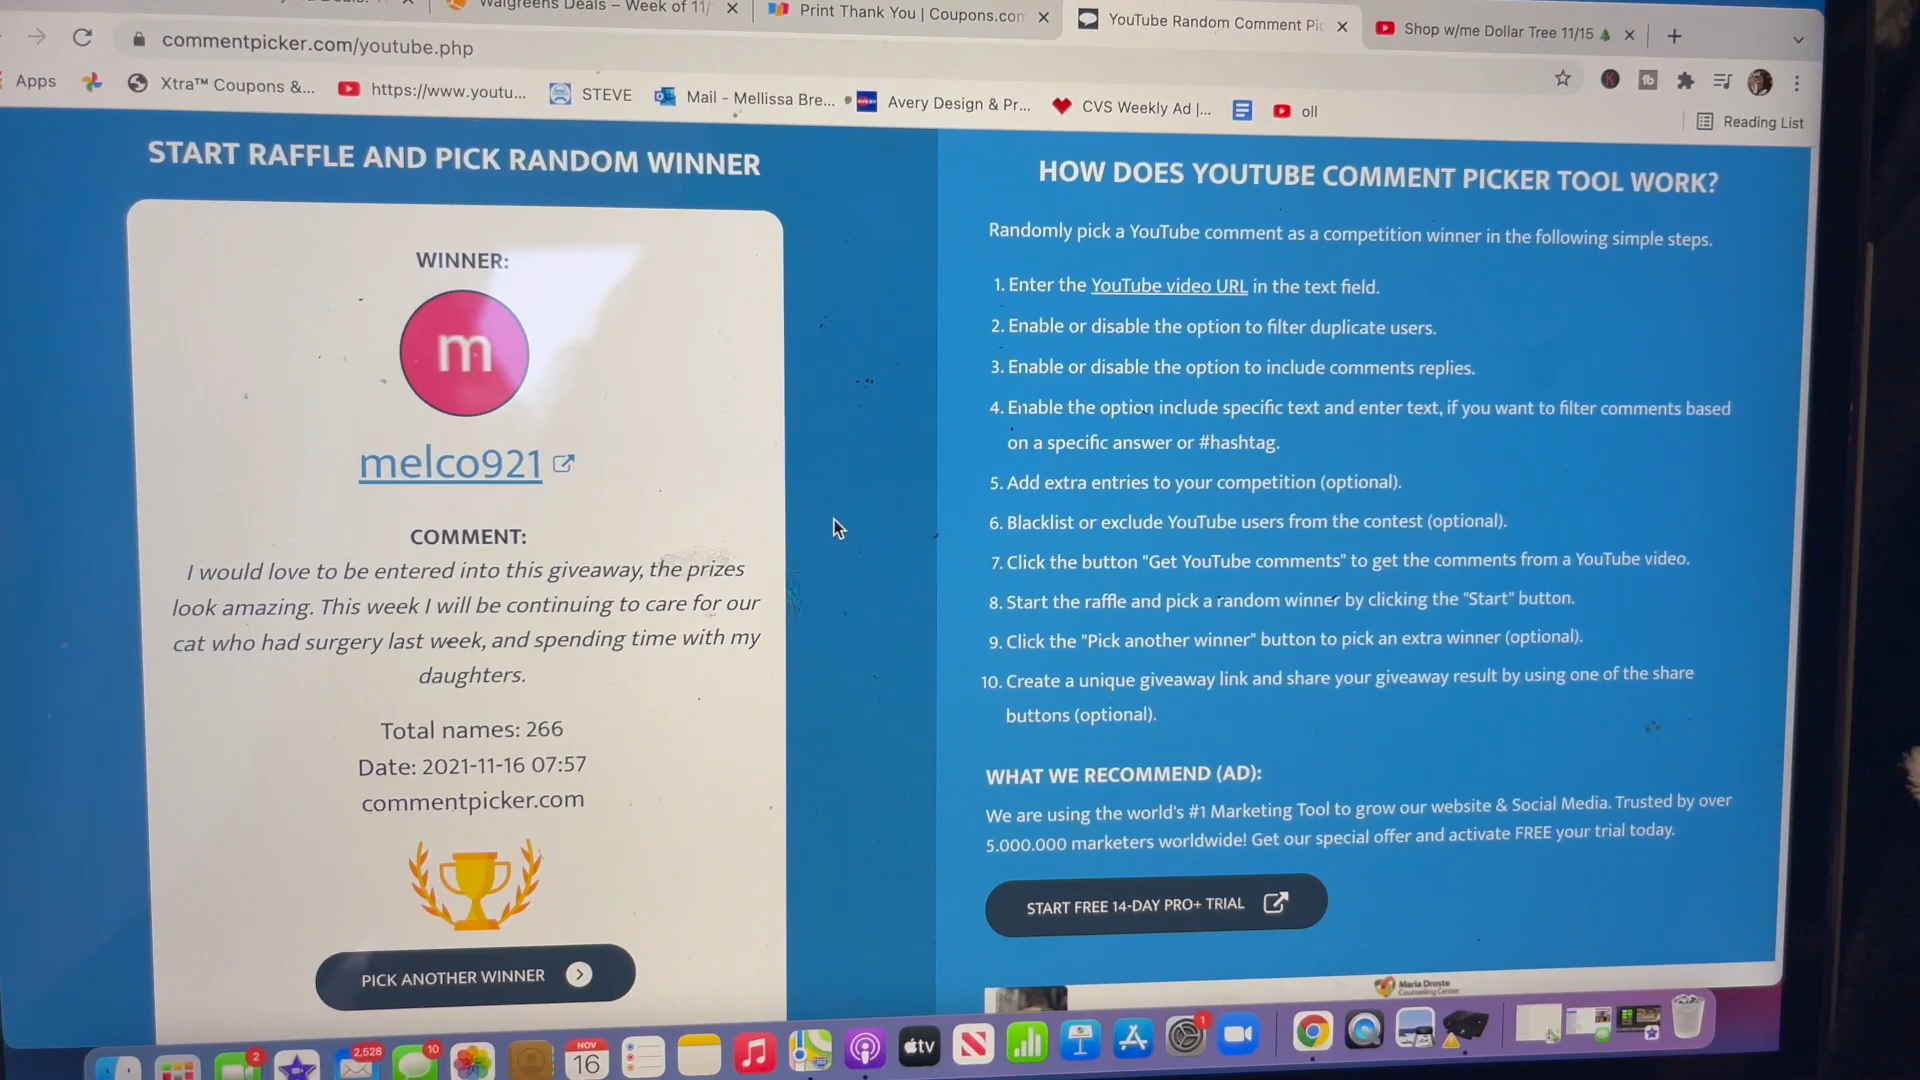 Walgreens Deals – Week of 11/
Print Thank You | Coupons.com
YouTube Random Comment Pic
Shop w/me Dollar Tree 11/15
commentpicker.com/youtube.php
Apps
Xtra™ Coupons &...
https://www.youtu...
STEVE
Mail - Mellissa Bre...
Avery Design & Pr...
CVS Weekly Ad |...
oll
Reading List
START RAFFLE AND PICK RANDOM WINNER
WINNER:
m
melco921
COMMENT:
I would love to be entered into this giveaway, the prizes
look amazing. This week I will be continuing to care for our
cat who had surgery last week, and spending time with my
daughters.
Total names: 266
Date: 2021-11-16 07:57
commentpicker.com
PICK ANOTHER WINNER
HOW DOES YOUTUBE COMMENT PICKER TOOL WORK?
Randomly pick a YouTube comment as a competition winner in the following simple steps.
1. Enter the YouTube video URL in the text field.
2. Enable or disable the option to filter duplicate users.
3. Enable or disable the option to include comments replies.
4. Enable the option include specific text and enter text, if you want to filter comments based
on a specific answer or #hashtag.
5. Add extra entries to your competition (optional).
6. Blacklist or exclude YouTube users from the contest (optional).
7. Click the button "Get YouTube comments" to get the comments from a YouTube video.
8. Start the raffle and pick a random winner by clicking the "Start" button.
9. Click the "Pick another winner" button to pick an extra winner (optional).
10. Create a unique giveaway link and share your giveaway result by using one of the share
buttons (optional).
WHAT WE RECOMMEND (AD):
We are using the world's #1 Marketing Tool to grow our website & Social Media. Trusted by over
5.000.000 marketers worldwide! Get our special offer and activate FREE your trial today.
START FREE 14-DAY PRO+ TRIAL
Maria Droste
Counseling Center
2
2,528
10
NOV
16
tv
1